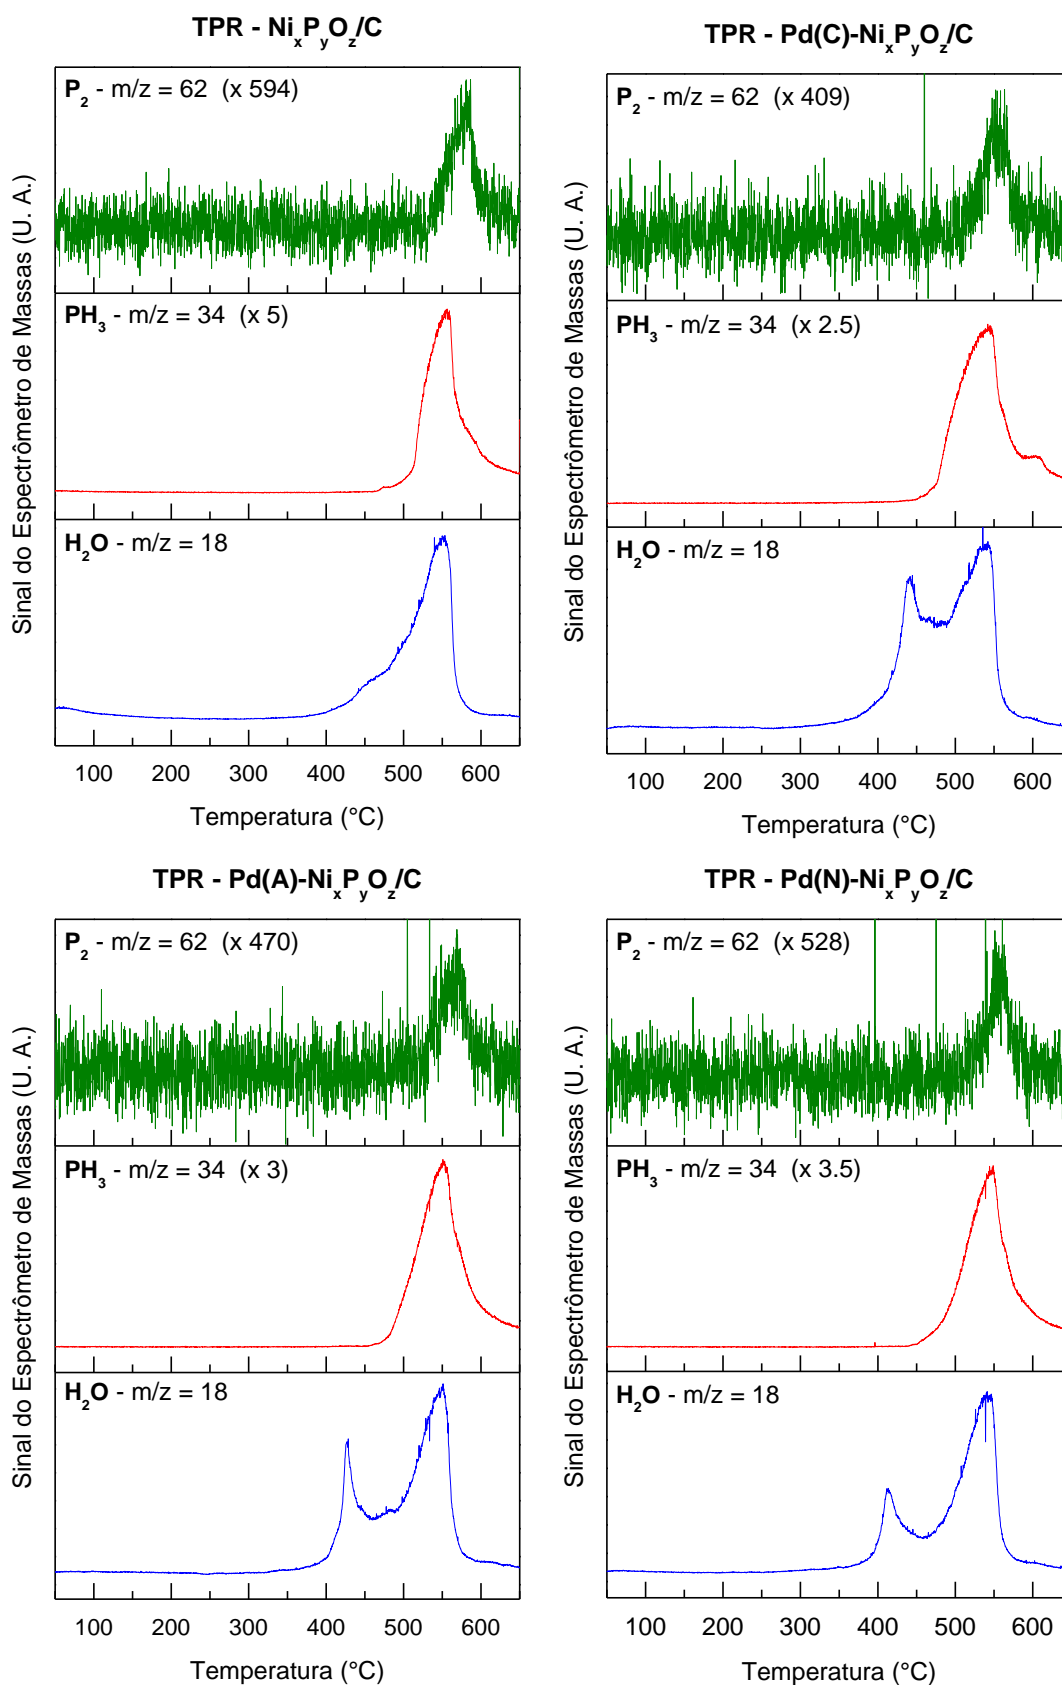 TPR - NiₓPᵧO_z/C
Sinal do Espectrômetro de Massas (U. A.)
P₂ - m/z = 62 (x 594)
PH₃ - m/z = 34 (x 5)
H₂O - m/z = 18
100 200 300 400 500 600
Temperatura (°C)
TPR - Pd(C)-NiₓPᵧO_z/C
Sinal do Espectrômetro de Massas (U. A.)
P₂ - m/z = 62 (x 409)
PH₃ - m/z = 34 (x 2.5)
H₂O - m/z = 18
100 200 300 400 500 600
Temperatura (°C)
TPR - Pd(A)-NiₓPᵧO_z/C
Sinal do Espectrômetro de Massas (U. A.)
P₂ - m/z = 62 (x 470)
PH₃ - m/z = 34 (x 3)
H₂O - m/z = 18
100 200 300 400 500 600
Temperatura (°C)
TPR - Pd(N)-NiₓPᵧO_z/C
Sinal do Espectrômetro de Massas (U. A.)
P₂ - m/z = 62 (x 528)
PH₃ - m/z = 34 (x 3.5)
H₂O - m/z = 18
100 200 300 400 500 600
Temperatura (°C)